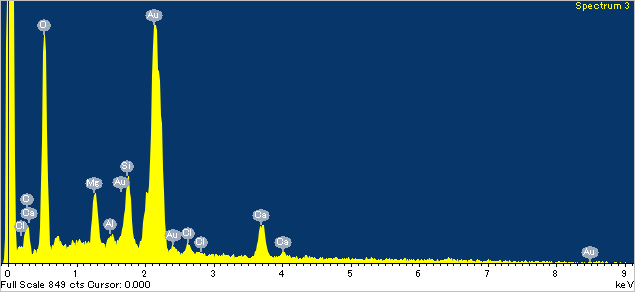 Spectrum 3
Au
O
Si
Mg
Au
C
Ca
Cl
Al
Au
Cl
Cl
Ca
Ca
Au
0 1 2 3 4 5 6 7 8 9
Full Scale 849 cts Cursor: 0.000 keV